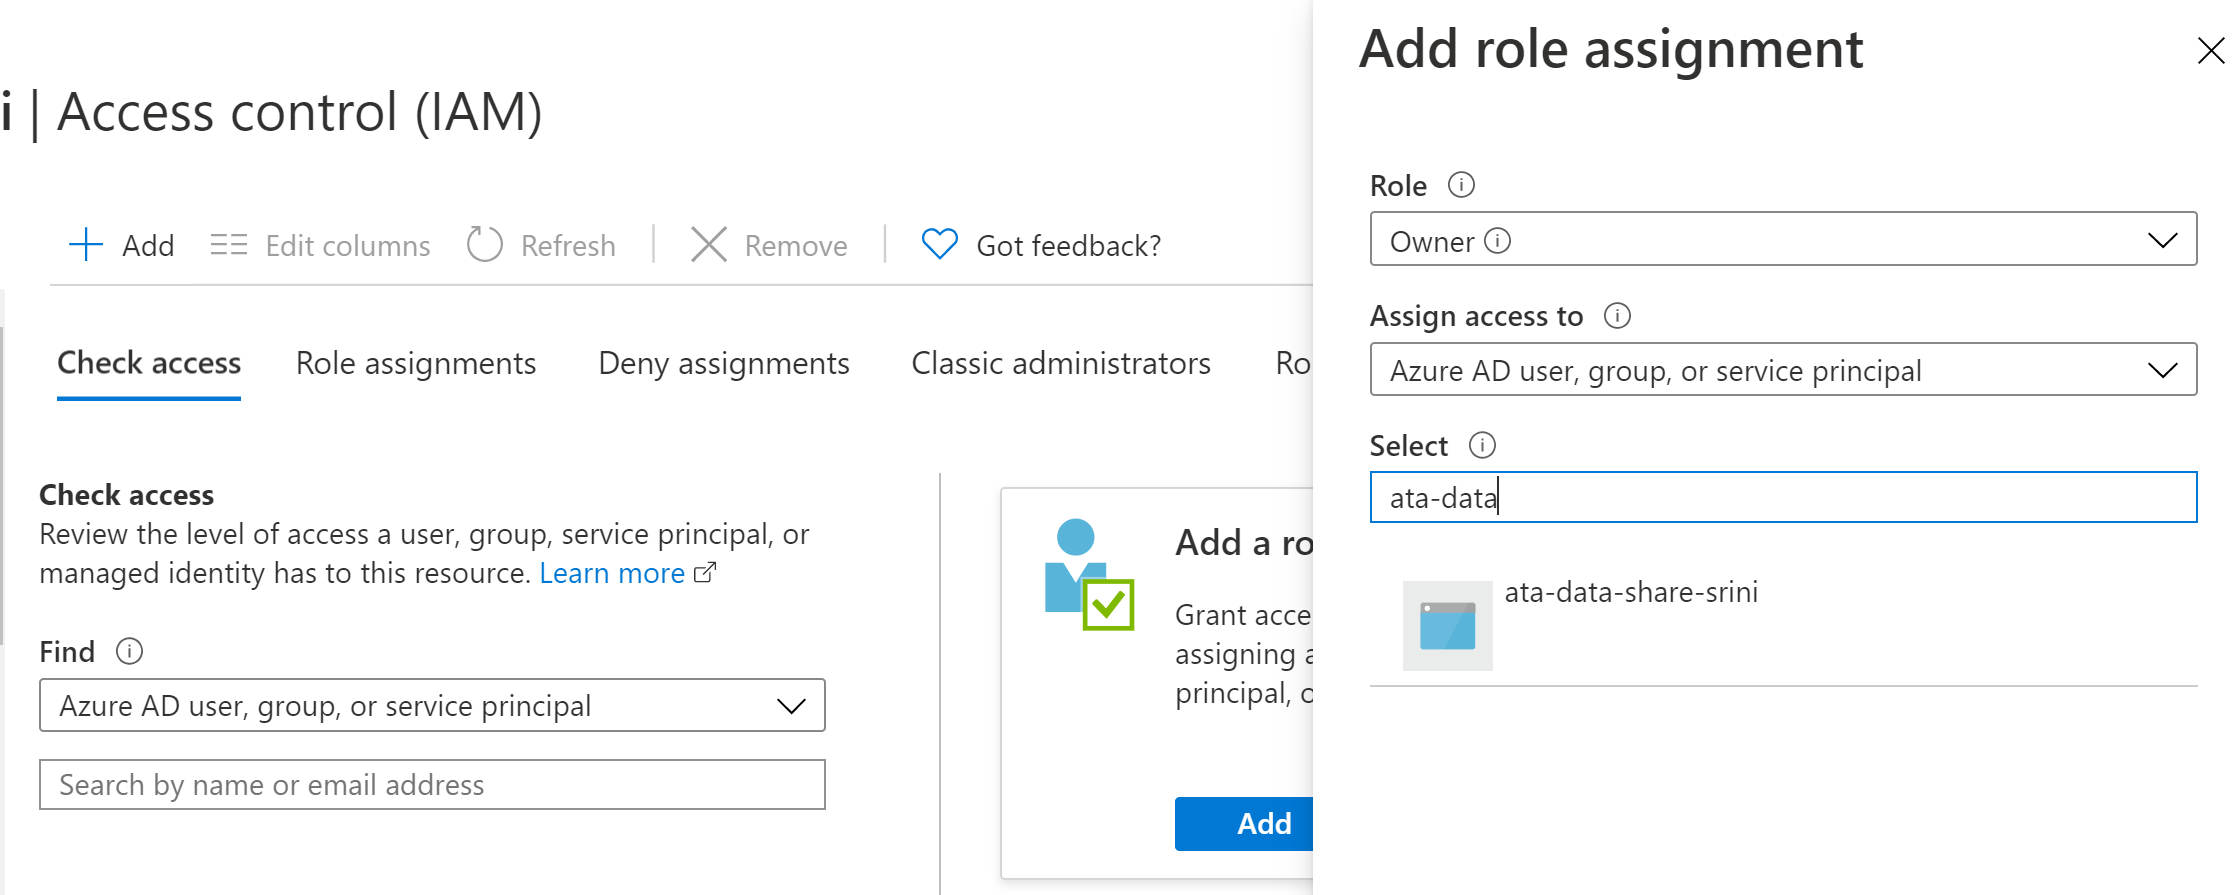 i | Access control (IAM)
Add
Edit columns
Refresh
Remove
Got feedback?
Check access
Role assignments
Deny assignments
Classic administrators
Ro
Check access
Review the level of access a user, group, service principal, or
managed identity has to this resource. Learn more
Find
Azure AD user, group, or service principal
Search by name or email address
Add a ro
Grant acce
assigning a
principal, o
Add
Add role assignment
Role
Owner
Assign access to
Azure AD user, group, or service principal
Select
ata-data
ata-data-share-srini